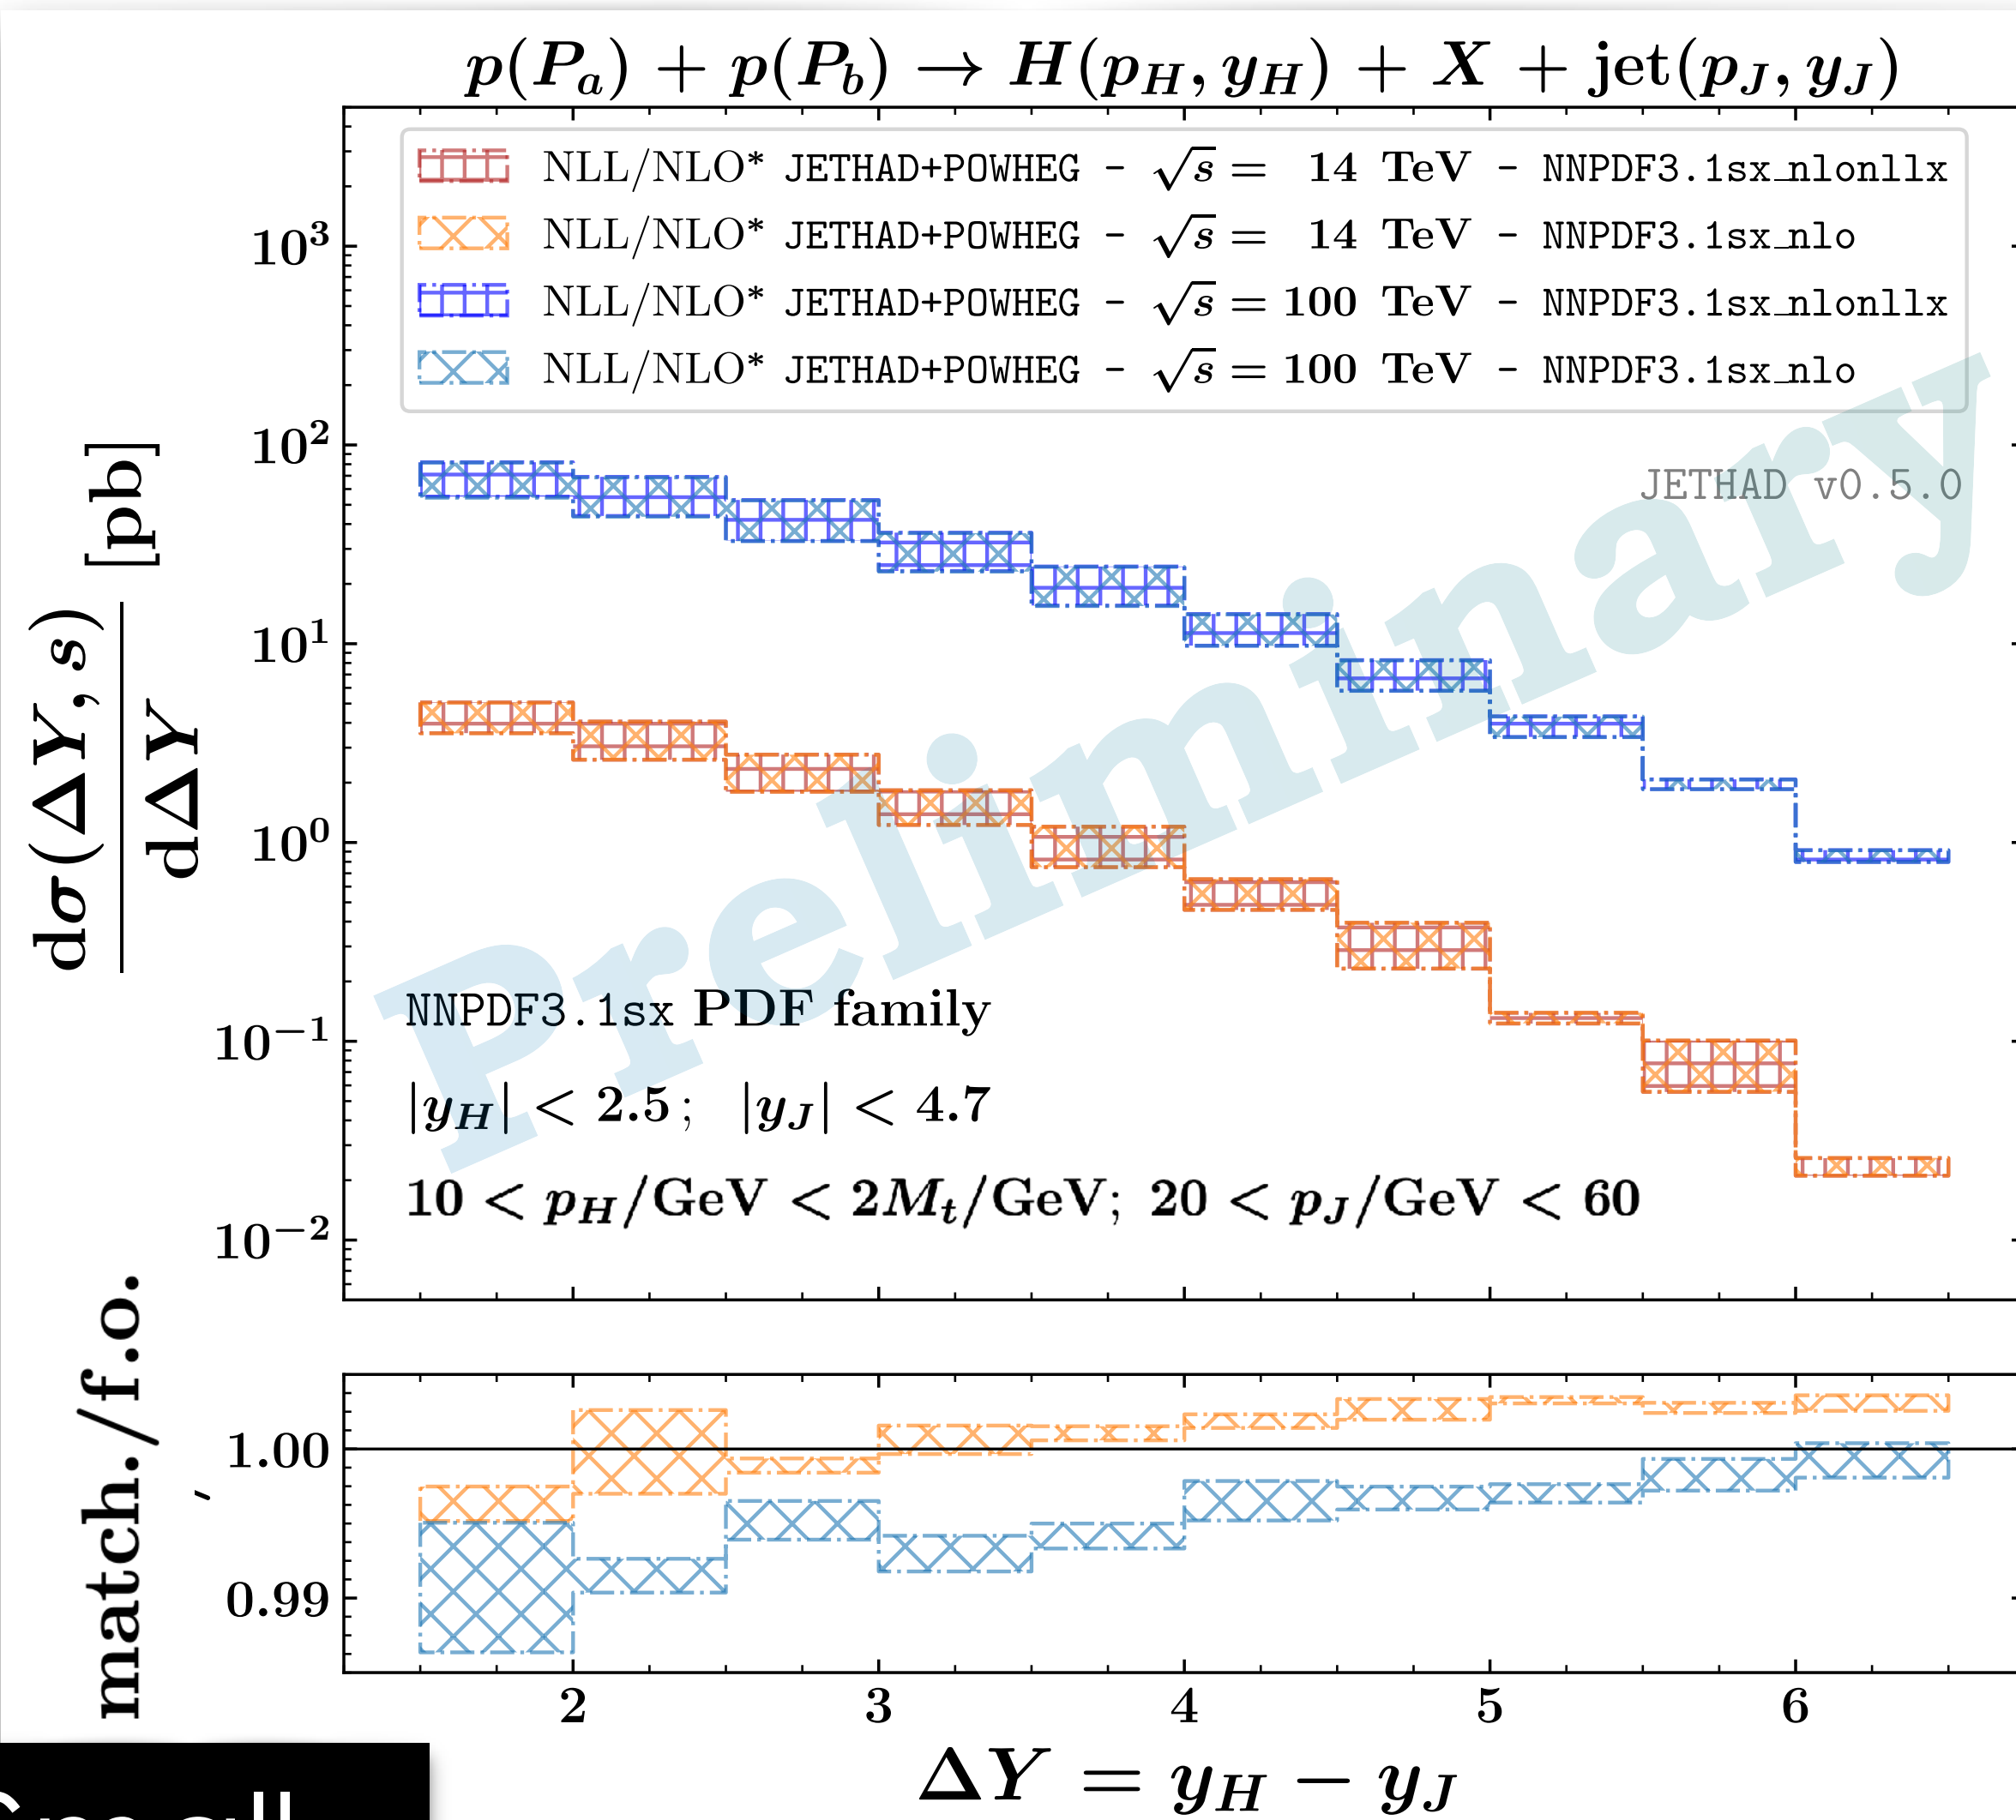 p(P_a) + p(P_b) → H(p_H, y_H) + X + jet(p_J, y_J)
NLL/NLO* JETHAD+POWHEG - √s = 14 TeV - NNPDF3.1sx_nlonllx
NLL/NLO* JETHAD+POWHEG - √s = 14 TeV - NNPDF3.1sx_nlo
NLL/NLO* JETHAD+POWHEG - √s = 100 TeV - NNPDF3.1sx_nlonllx
NLL/NLO* JETHAD+POWHEG - √s = 100 TeV - NNPDF3.1sx_nlo
JETHAD v0.5.0
Preliminary
dσ(ΔY, s)
dΔY
[pb]
10³
10²
10¹
10⁰
10⁻¹
10⁻²
NNPDF3.1sx PDF family
|y_H| < 2.5 ; |y_J| < 4.7
10 < p_H/GeV < 2M_t/GeV; 20 < p_J/GeV < 60
match./f.o.
1.00
0.99
2 3 4 5 6
ΔY = y_H − y_J